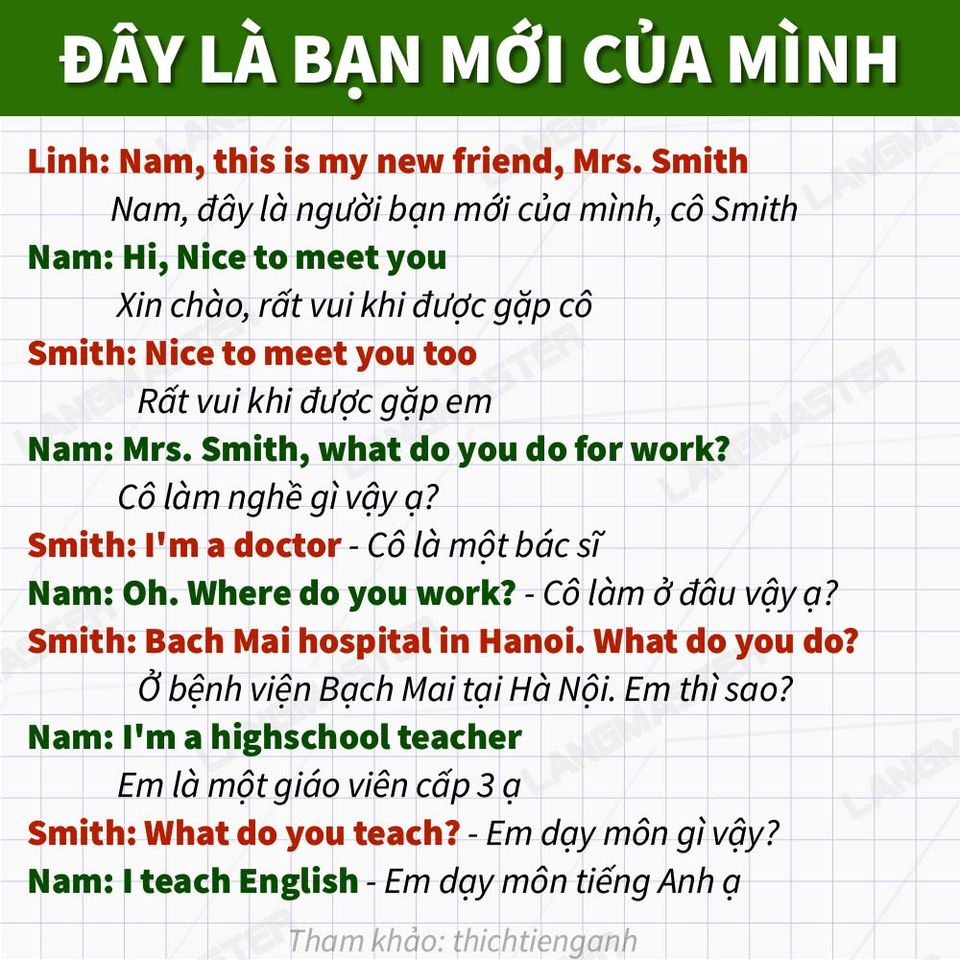 ĐÂY LÀ BẠN MỚI CỦA MÌNH
Linh: Nam, this is my new friend, Mrs. Smith
Nam, đây là người bạn mới của mình, cô Smith
Nam: Hi, Nice to meet you
Xin chào, rất vui khi được gặp cô
Smith: Nice to meet you too
Rất vui khi được gặp em
Nam: Mrs. Smith, what do you do for work?
Cô làm nghề gì vậy ạ?
Smith: I'm a doctor - Cô là một bác sĩ
Nam: Oh. Where do you work? - Cô làm ở đâu vậy ạ?
Smith: Bach Mai hospital in Hanoi. What do you do?
Ở bệnh viện Bạch Mai tại Hà Nội. Em thì sao?
Nam: I'm a highschool teacher
Em là một giáo viên cấp 3 ạ
Smith: What do you teach? - Em dạy môn gì vậy?
Nam: I teach English - Em dạy môn tiếng Anh ạ
Tham khảo: thichtienganh
LANGMASTER